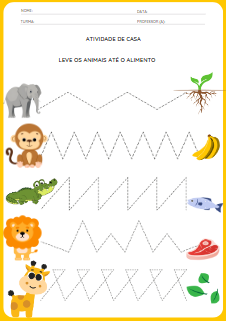 NOME:
DATA:
TURMA:
PROFESSOR(A):
ATIVIDADE DE CASA
LEVE OS ANIMAIS ATÉ O ALIMENTO